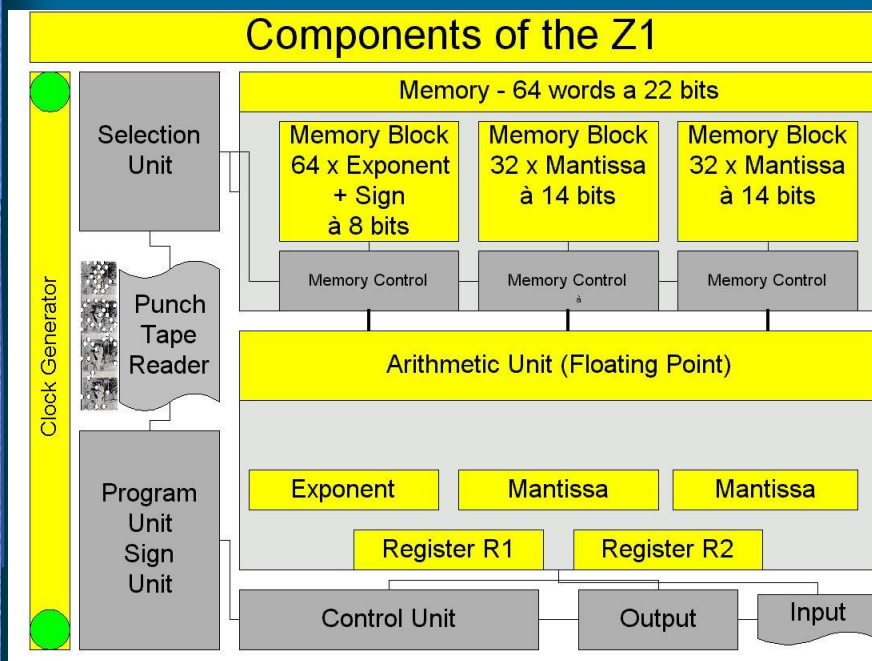 Components of the Z1
Clock Generator
Selection
Unit
Punch
Tape
Reader
Program
Unit
Sign
Unit
Memory - 64 words a 22 bits
Memory Block
64 x Exponent
+ Sign
à 8 bits
Memory Block
32 x Mantissa
à 14 bits
Memory Block
32 x Mantissa
à 14 bits
Memory Control
Memory Control
à
Memory Control
Arithmetic Unit (Floating Point)
Exponent
Mantissa
Mantissa
Register R1
Register R2
Control Unit
Output
Input